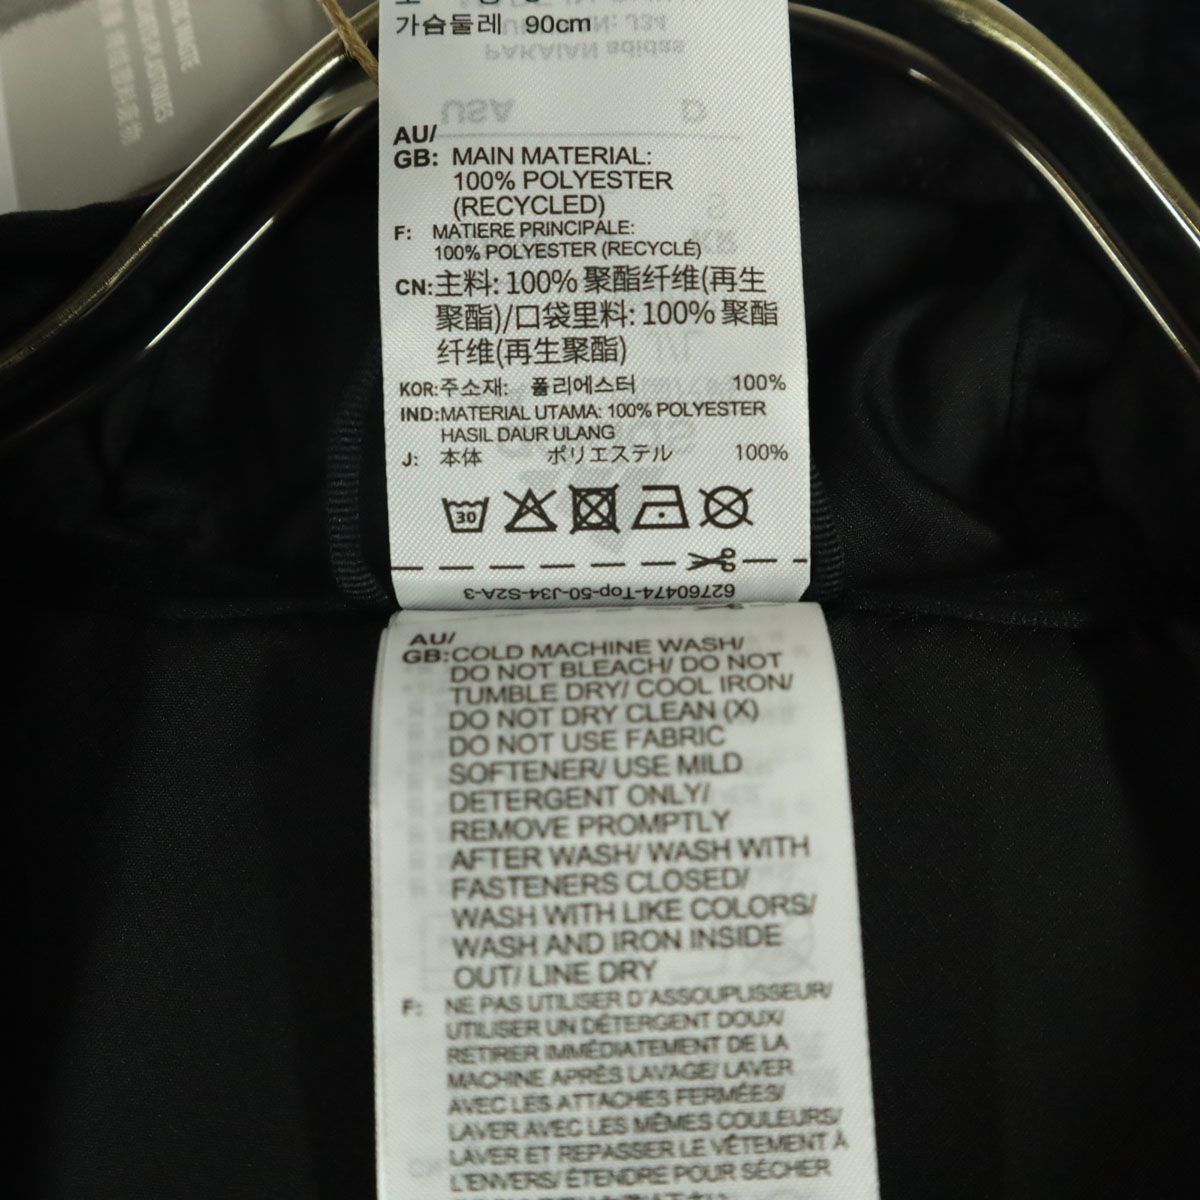 가슴둘레 90cm
AU/
GB: MAIN MATERIAL:
100% POLYESTER
(RECYCLED)
F: MATIERE PRINCIPALE:
100% POLYESTER (RECYCLÉ)
CN: 主料: 100% 聚酯纤维(再生
聚酯)/口袋里料: 100% 聚酯
纤维(再生聚酯)
KOR: 주소재: 폴리에스터 100%
IND: MATERIAL UTAMA: 100% POLYESTER
HASIL DAUR ULANG
J: 本体 ポリエステル 100%
30
62760474-Top-50-J34-S2A-3
AU/
GB: COLD MACHINE WASH/
DO NOT BLEACH/ DO NOT
TUMBLE DRY/ COOL IRON/
DO NOT DRY CLEAN (X)
DO NOT USE FABRIC
SOFTENER/ USE MILD
DETERGENT ONLY/
REMOVE PROMPTLY
AFTER WASH/ WASH WITH
FASTENERS CLOSED/
WASH WITH LIKE COLORS/
WASH AND IRON INSIDE
OUT/ LINE DRY
F: NE PAS UTILISER D'ASSOUPLISSEUR/
UTILISER UN DÉTERGENT DOUX/
RETIRER IMMÉDIATEMENT DE LA
MACHINE APRÈS LAVAGE/ LAVER
AVEC LES ATTACHES FERMÉES/
LAVER AVEC LES MÊMES COULEURS/
LAVER ET REPASSER LE VÊTEMENT À
L'ENVERS/ ÉTENDRE POUR SÉCHER